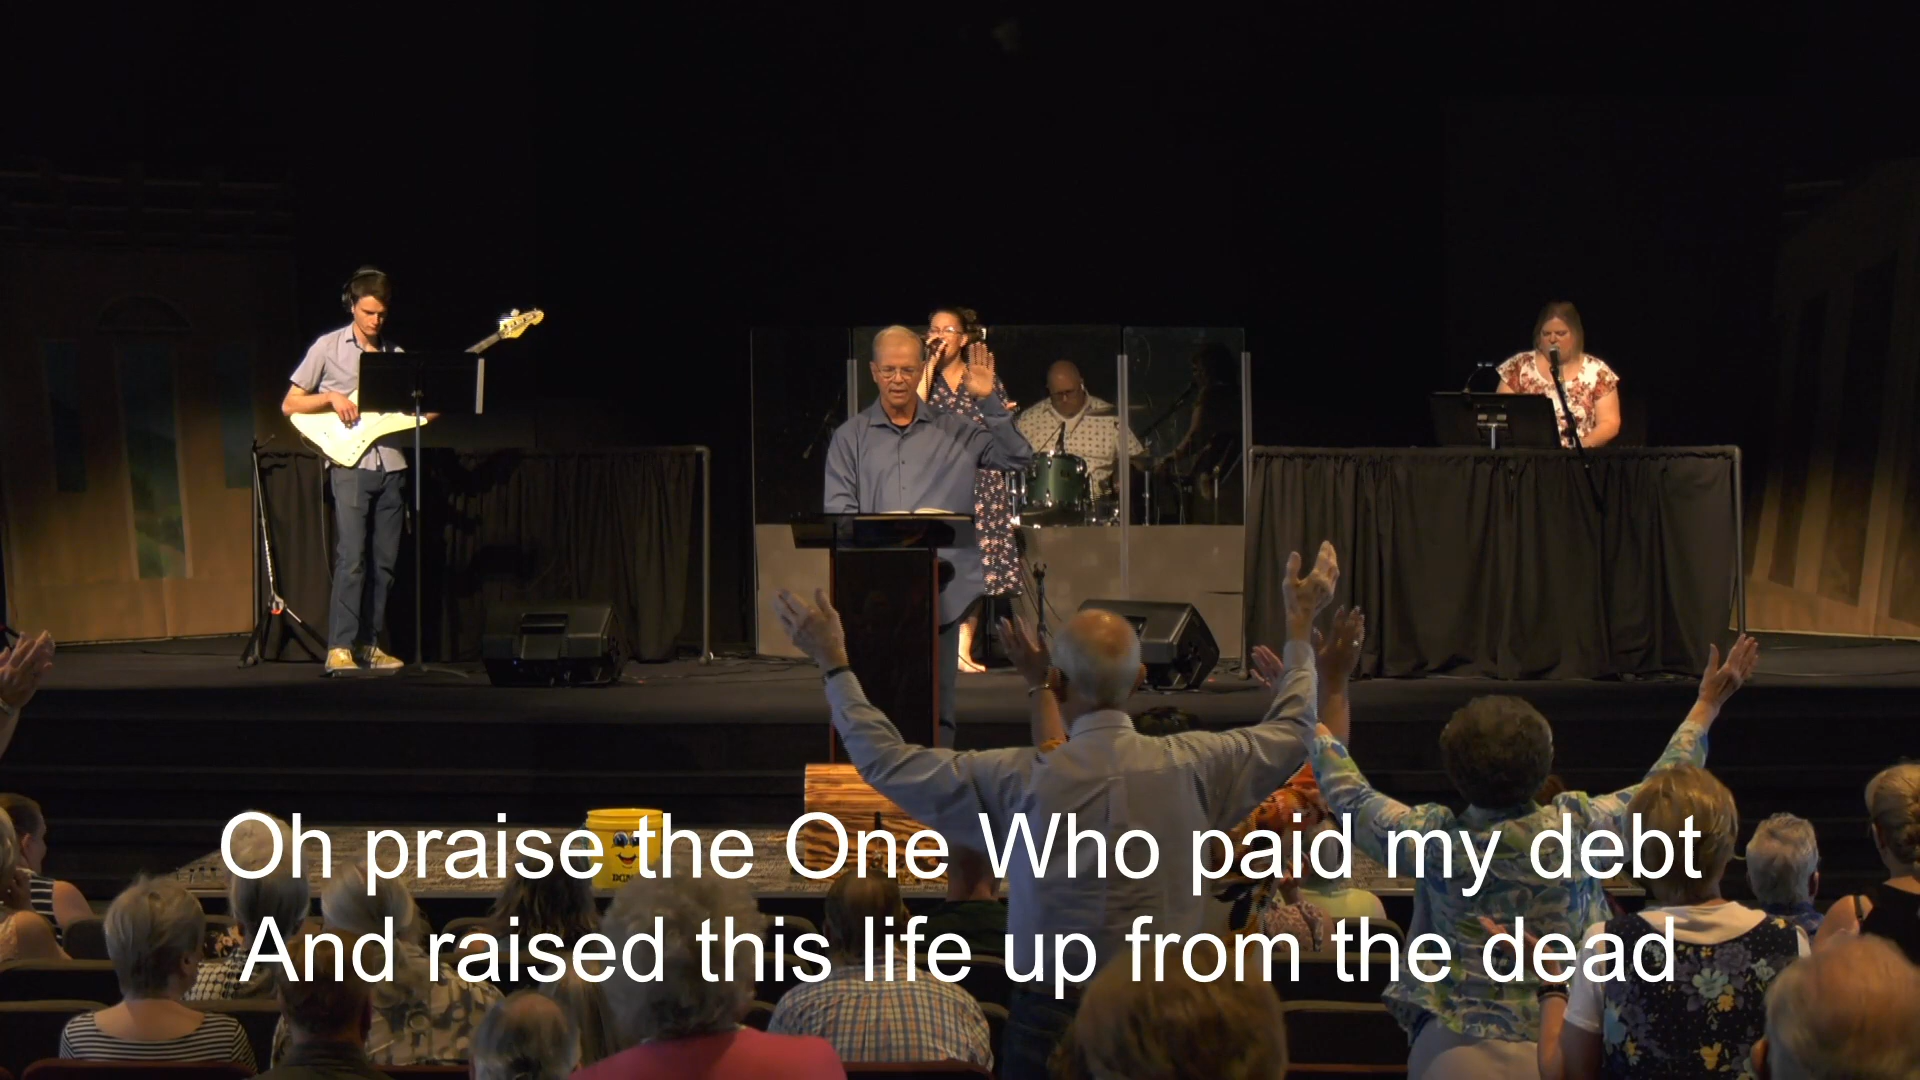 Oh praise the One Who paid my debt
And raised this life up from the dead